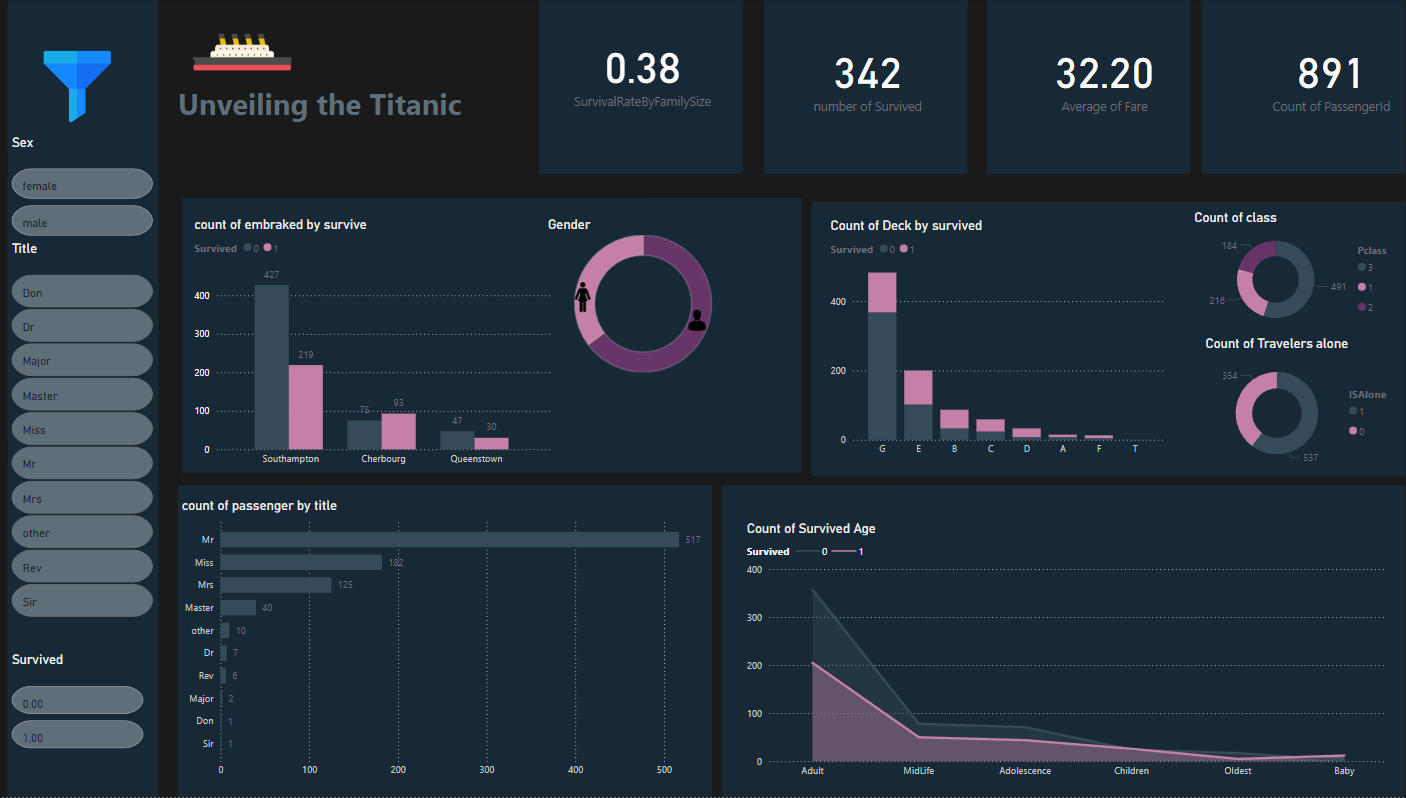 Sex
female
male
Title
Don
Dr
Major
Master
Miss
Mr
Mrs
other
Rev
Sir
Survived
0.00
1.00
Unveiling the Titanic
0.38
SurvivalRateByFamilySize
342
number of Survived
32.20
Average of Fare
891
Count of PassengerId
count of embraked by survive
Survived 0 1
400
300
200
100
0
427
219
75
93
47
30
Southampton Cherbourg Queenstown
Gender
Count of Deck by survived
Survived 0 1
400
200
0
G E B C D A F T
Count of class
184
216
491
Pclass
3
1
2
Count of Travelers alone
354
537
ISAlone
1
0
count of passenger by title
Mr 517
Miss 182
Mrs 125
Master 40
other 10
Dr 7
Rev 6
Major 2
Don 1
Sir 1
0 100 200 300 400 500
Count of Survived Age
Survived 0 1
400
300
200
100
0
Adult MidLife Adolescence Children Oldest Baby